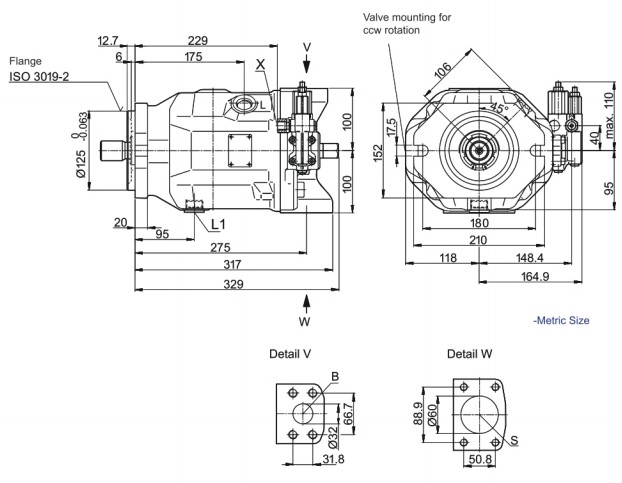 Valve mounting for
ccw rotation
12.7
229
6
175
V
X
Flange
ISO 3019-2
106
45°
L
max. 110
100
40
17.5
0
-0.063
Ø125
152
100
95
20
L1
95
180
275
210
317
118
148.4
329
164.9
W
-Metric Size
Detail V
Detail W
B
66.7
Ø32
31.8
88.9
Ø60
S
50.8